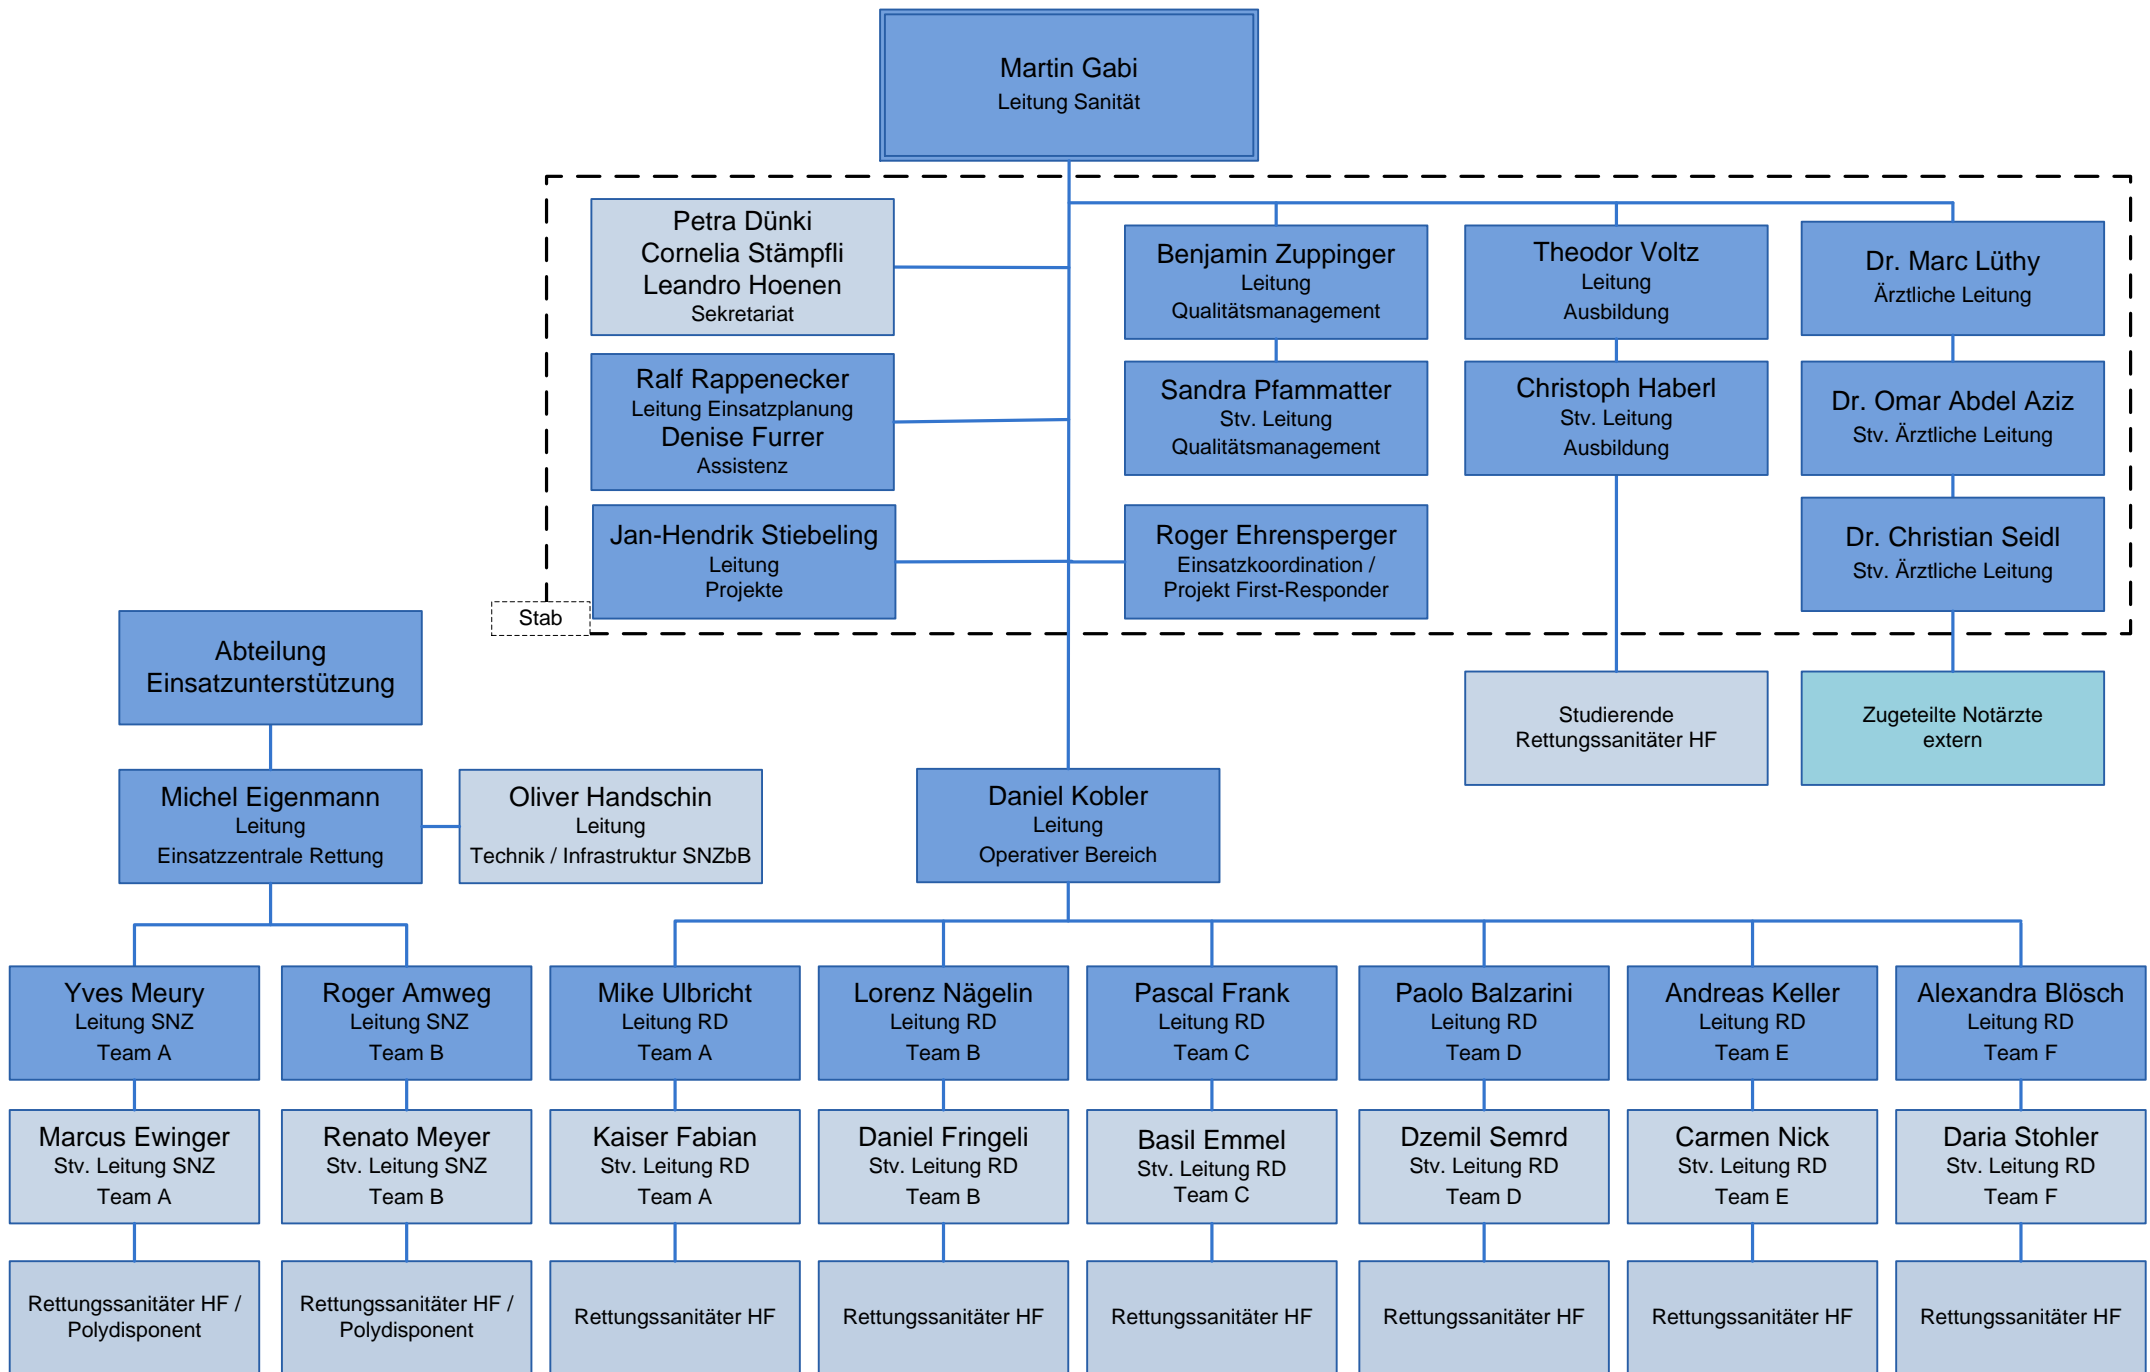 Martin Gabi
Leitung Sanität
Petra Dünki
Cornelia Stämpfli
Leandro Hoenen
Sekretariat
Benjamin Zuppinger
Leitung
Qualitätsmanagement
Theodor Voltz
Leitung
Ausbildung
Dr. Marc Lüthy
Ärztliche Leitung
Ralf Rappenecker
Leitung Einsatzplanung
Denise Furrer
Assistenz
Sandra Pfammatter
Stv. Leitung
Qualitätsmanagement
Christoph Haberl
Stv. Leitung
Ausbildung
Dr. Omar Abdel Aziz
Stv. Ärztliche Leitung
Jan-Hendrik Stiebeling
Leitung
Projekte
Roger Ehrensperger
Einsatzkoordination /
Projekt First-Responder
Dr. Christian Seidl
Stv. Ärztliche Leitung
Stab
Abteilung
Einsatzunterstützung
Studierende
Rettungssanitäter HF
Zugeteilte Notärzte
extern
Michel Eigenmann
Leitung
Einsatzzentrale Rettung
Oliver Handschin
Leitung
Technik / Infrastruktur SNZbB
Daniel Kobler
Leitung
Operativer Bereich
Yves Meury
Leitung SNZ
Team A
Roger Amweg
Leitung SNZ
Team B
Mike Ulbricht
Leitung RD
Team A
Lorenz Nägelin
Leitung RD
Team B
Pascal Frank
Leitung RD
Team C
Paolo Balzarini
Leitung RD
Team D
Andreas Keller
Leitung RD
Team E
Alexandra Blösch
Leitung RD
Team F
Marcus Ewinger
Stv. Leitung SNZ
Team A
Renato Meyer
Stv. Leitung SNZ
Team B
Kaiser Fabian
Stv. Leitung RD
Team A
Daniel Fringeli
Stv. Leitung RD
Team B
Basil Emmel
Stv. Leitung RD
Team C
Dzemil Semrd
Stv. Leitung RD
Team D
Carmen Nick
Stv. Leitung RD
Team E
Daria Stohler
Stv. Leitung RD
Team F
Rettungssanitäter HF /
Polydisponent
Rettungssanitäter HF /
Polydisponent
Rettungssanitäter HF
Rettungssanitäter HF
Rettungssanitäter HF
Rettungssanitäter HF
Rettungssanitäter HF
Rettungssanitäter HF